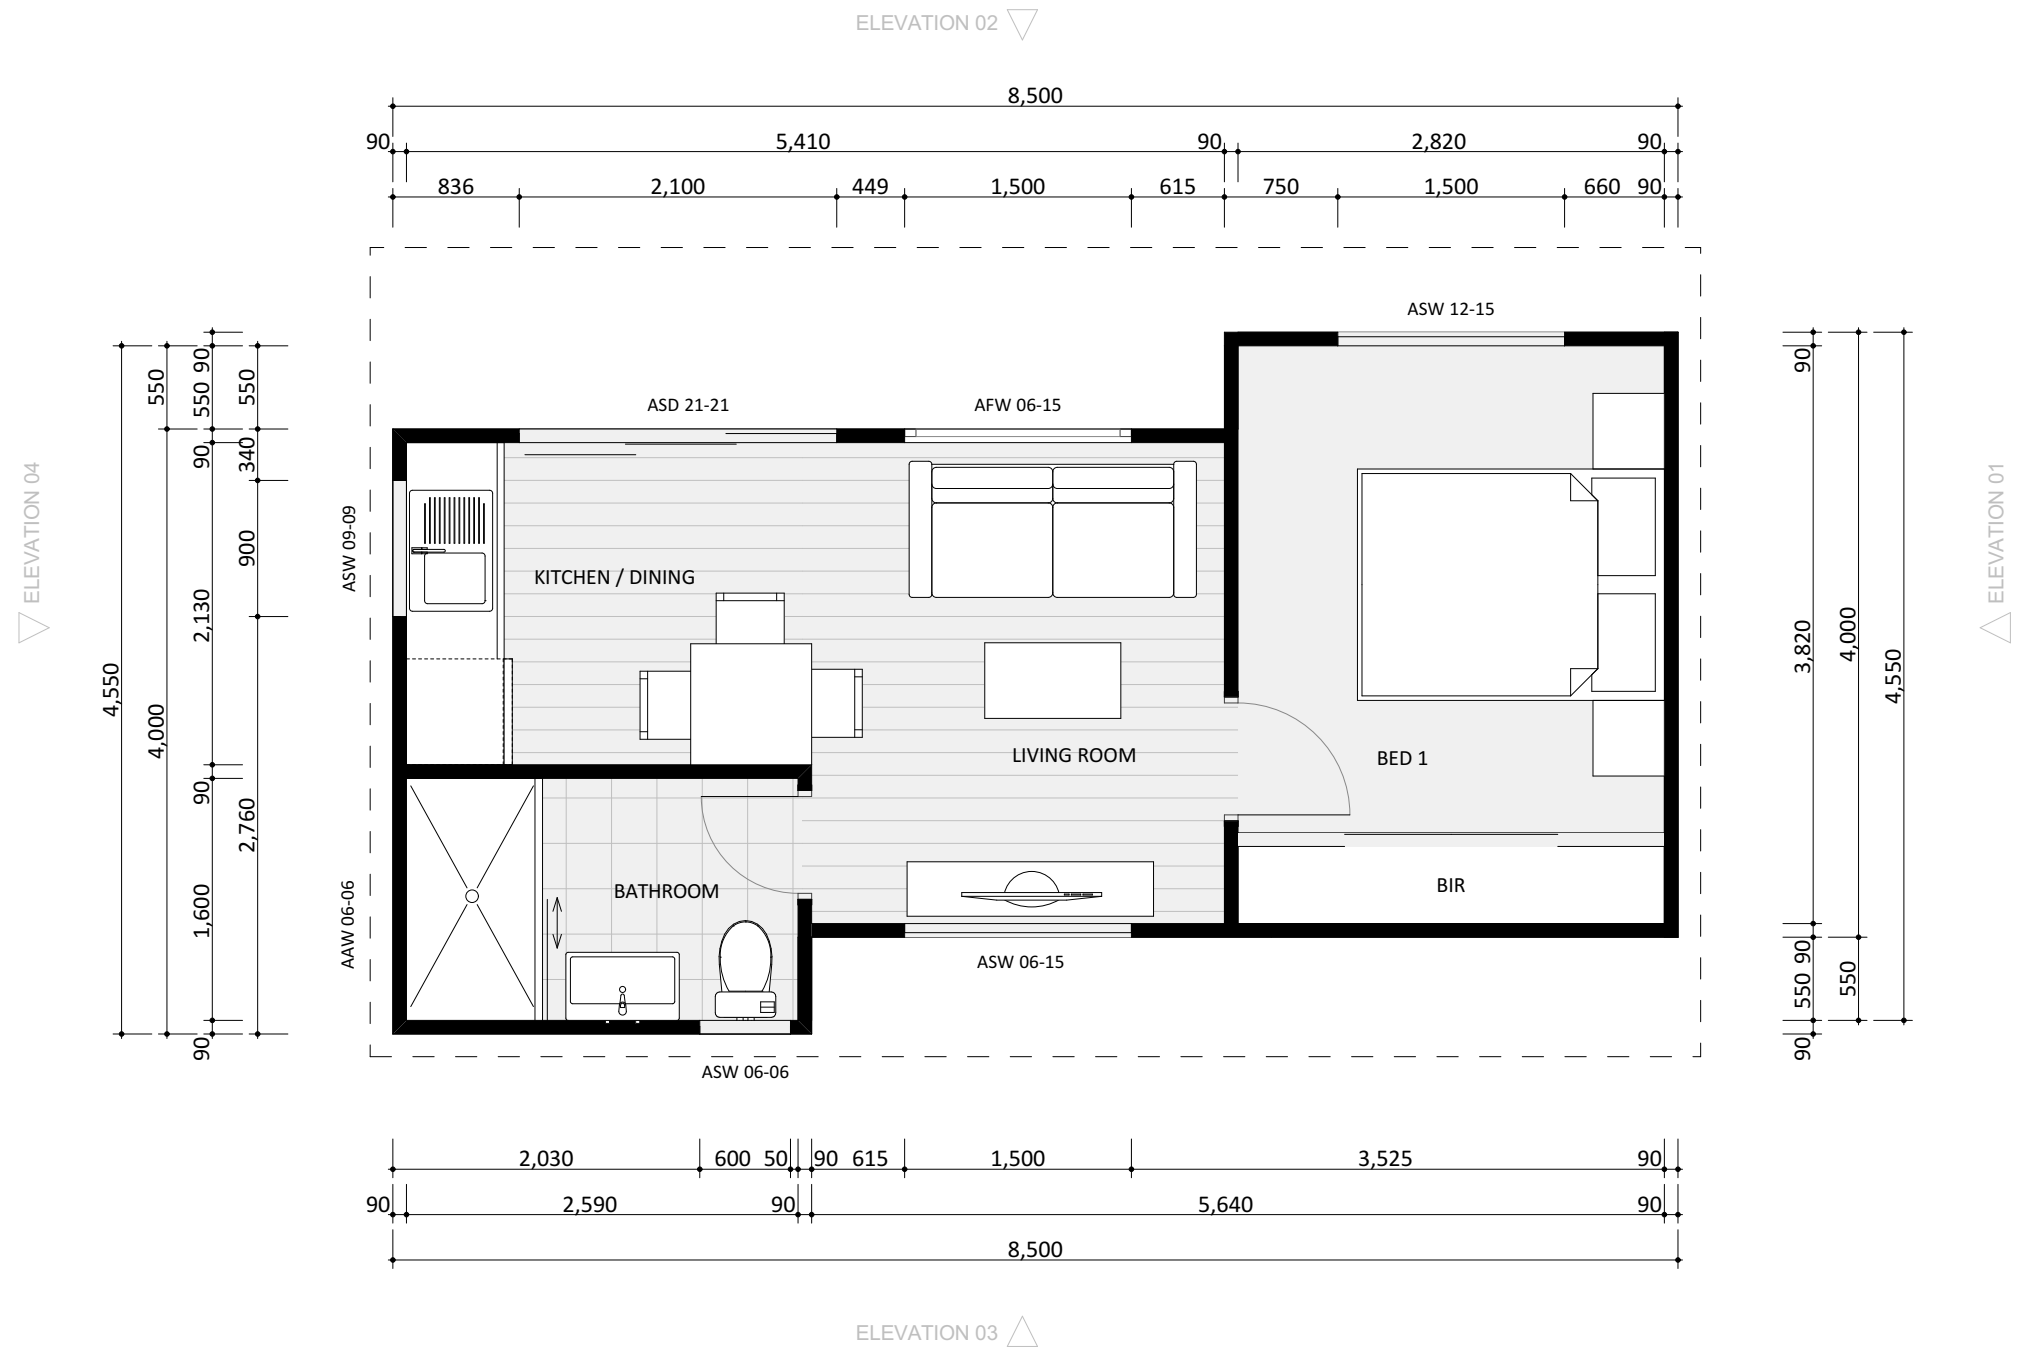 ELEVATION 02
8,500
90 5,410 90 2,820 90
836 2,100 449 1,500 615 750 1,500 660 90
ASW 12-15
ASD 21-21
AFW 06-15
ELEVATION 04
4,550
550
4,000
90
550
90
2,130
90
1,600
90
550
340
900
2,760
ASW 09-09
AAW 06-06
KITCHEN / DINING
LIVING ROOM
BED 1
BATHROOM
BIR
ASW 06-15
ASW 06-06
90
3,820
90
550
90
4,000
550
4,550
ELEVATION 01
2,030 600 50 90 615 1,500 3,525 90
90 2,590 90 5,640 90
8,500
ELEVATION 03